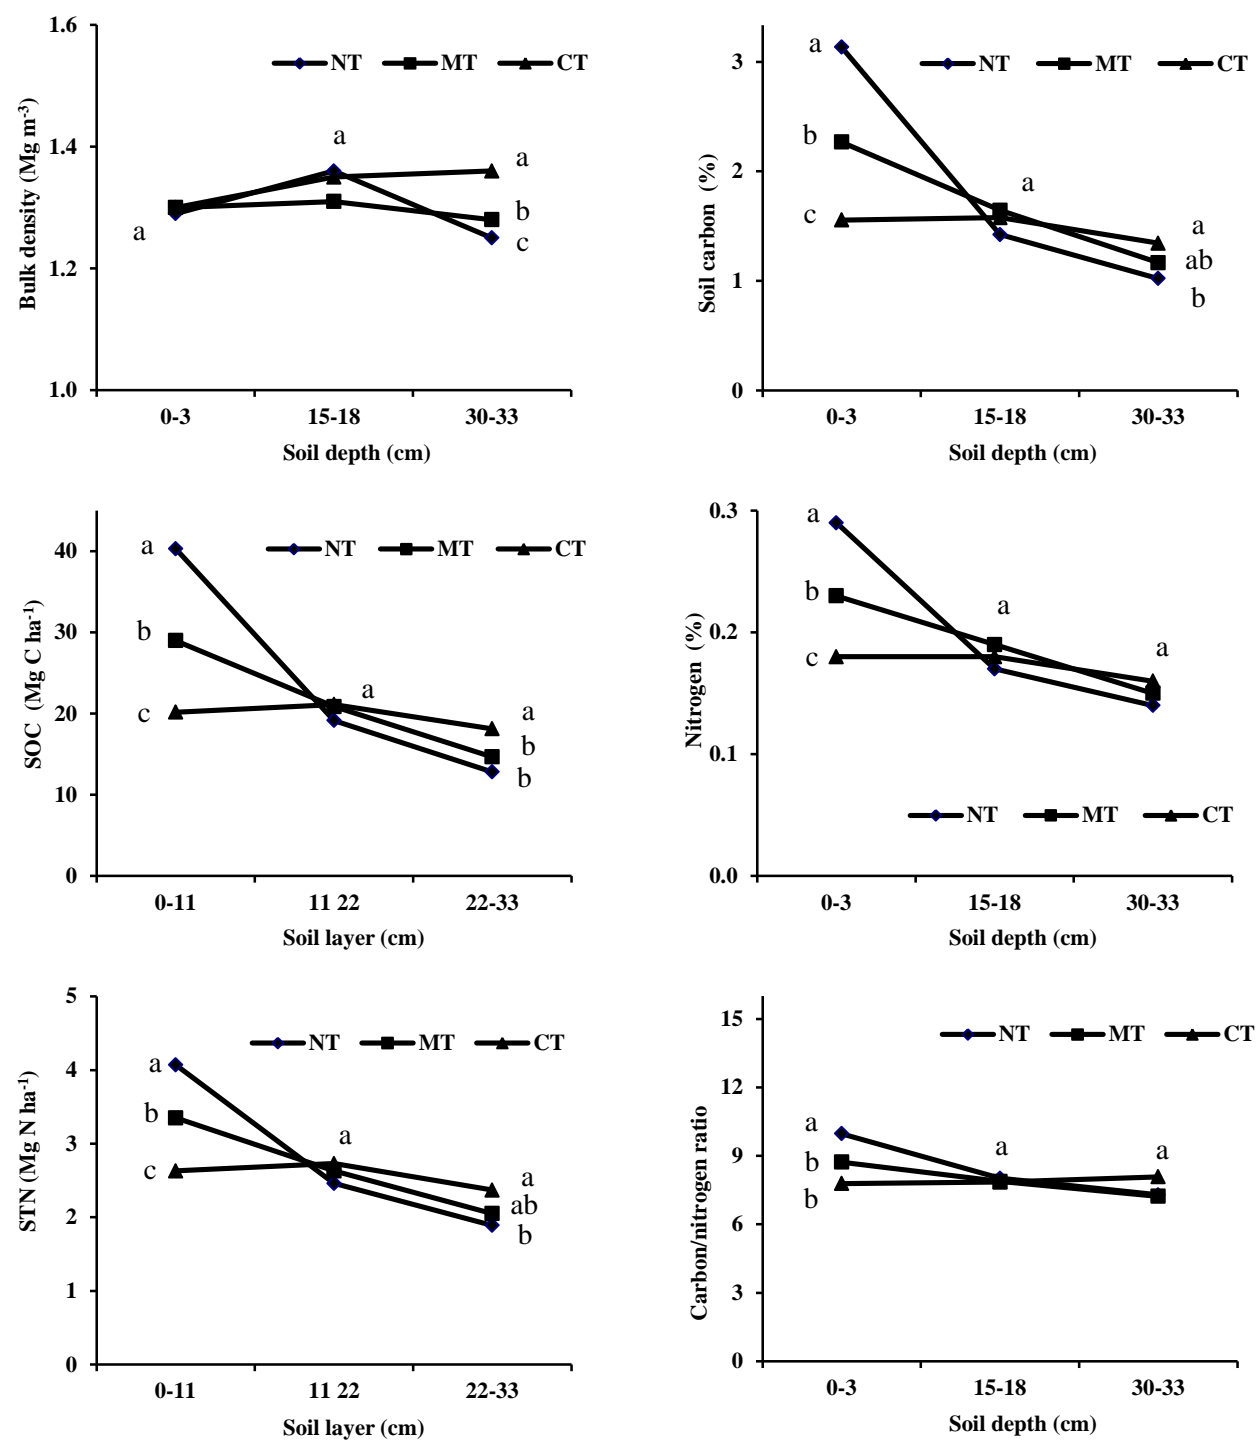 1.6
1.4
1.2
1.0
Bulk density (Mg m-3)
NT MT CT
a
a
a
b
c
0-3 15-18 30-33
Soil depth (cm)
3
2
1
0
Soil carbon (%)
NT MT CT
a
b
c
a
a
ab
b
0-3 15-18 30-33
Soil depth (cm)
40
30
20
10
0
SOC (Mg C ha-1)
NT MT CT
a
b
c
a
a
b
b
0-11 11 22 22-33
Soil layer (cm)
0.3
0.2
0.1
0.0
Nitrogen (%)
a
b
c
a
a
NT MT CT
0-3 15-18 30-33
Soil depth (cm)
5
4
3
2
1
0
STN (Mg N ha-1)
NT MT CT
a
b
c
a
a
ab
b
0-11 11 22 22-33
Soil layer (cm)
15
12
9
6
3
0
Carbon/nitrogen ratio
NT MT CT
a
b
b
a
a
0-3 15-18 30-33
Soil depth (cm)